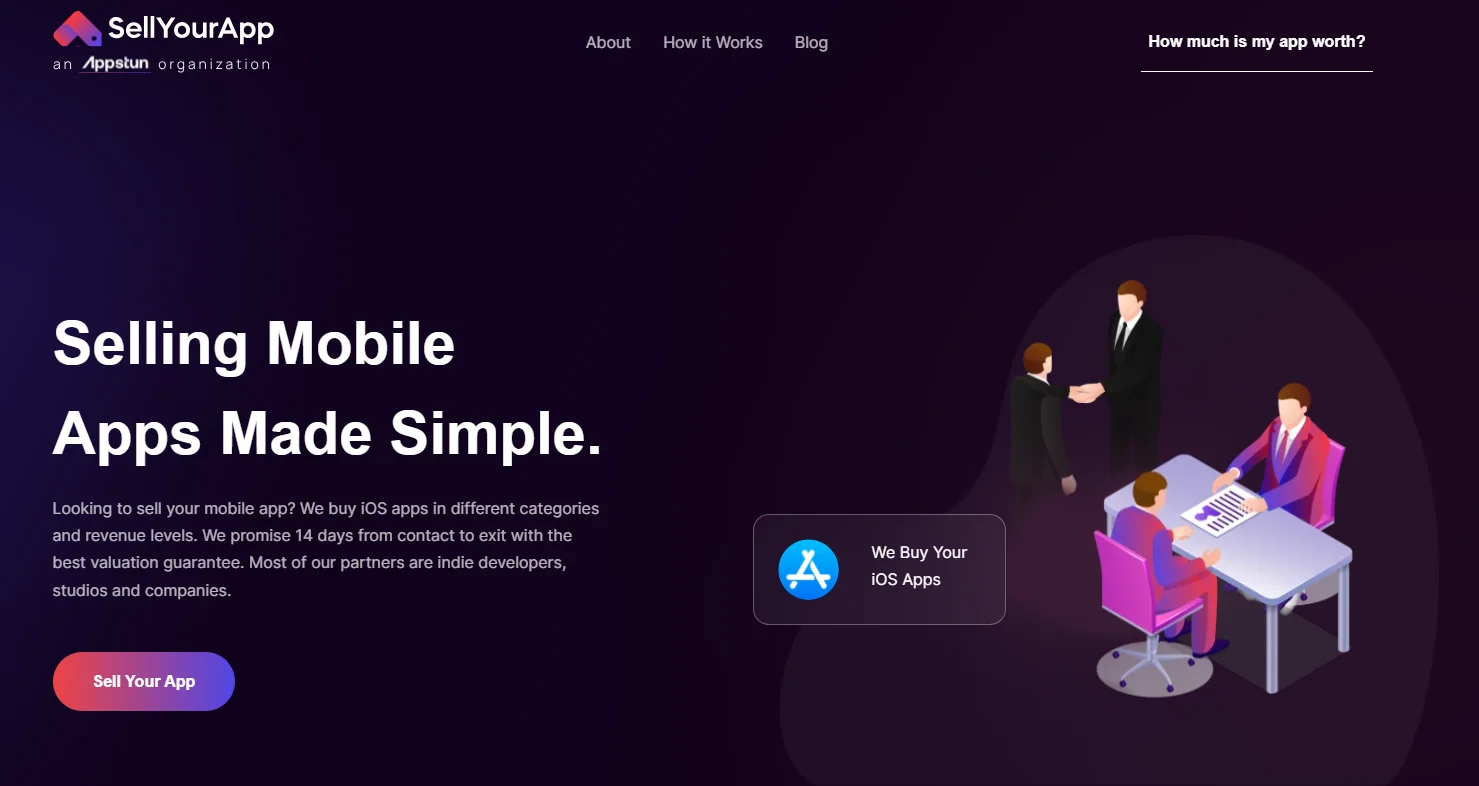 SellYourApp
an Appstun organization
About
How it Works
Blog
How much is my app worth?
Selling Mobile
Apps Made Simple.
Looking to sell your mobile app? We buy iOS apps in different categories
and revenue levels. We promise 14 days from contact to exit with the
best valuation guarantee. Most of our partners are indie developers,
studios and companies.
Sell Your App
We Buy Your
iOS Apps